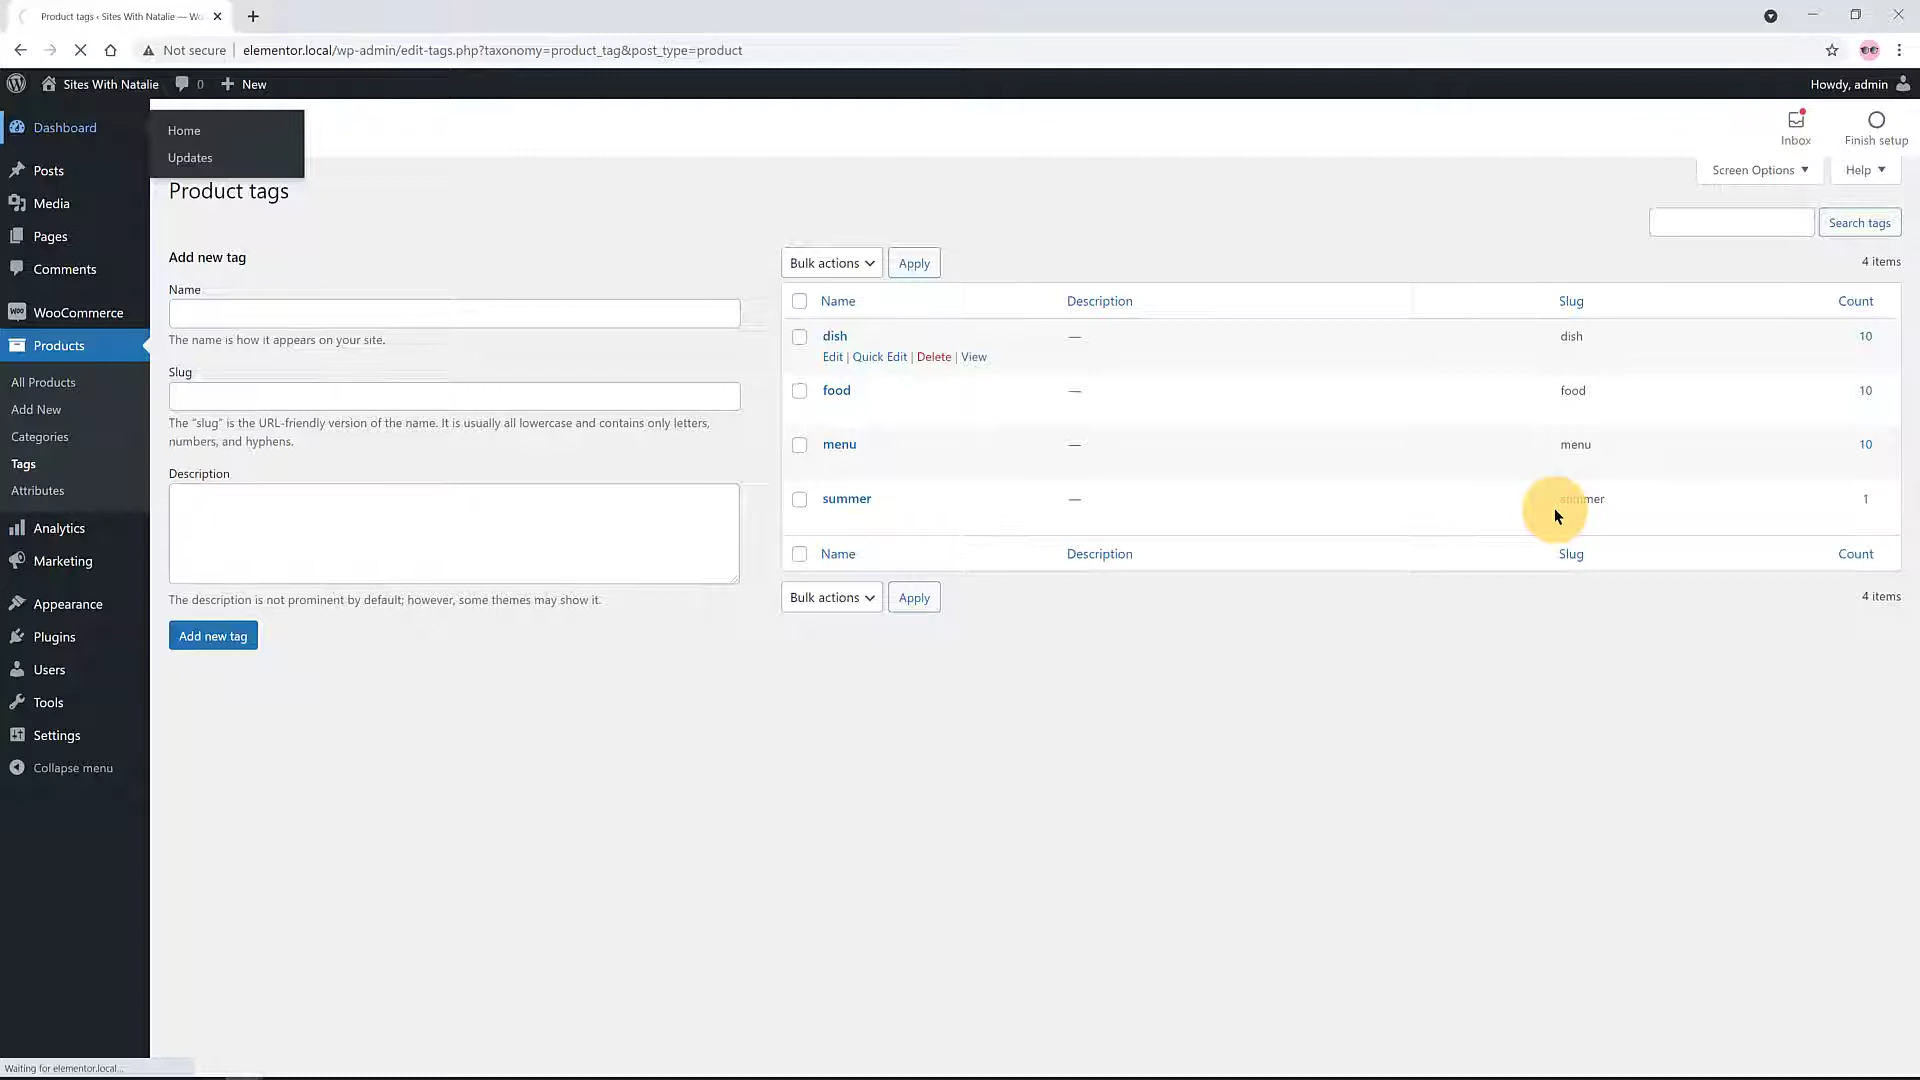 Product tags ‹ Sites With Natalie — Wo
Not secure
elementor.local/wp-admin/edit-tags.php?taxonomy=product_tag&post_type=product
Sites With Natalie
0
New
Howdy, admin
Dashboard
Home
Updates
Posts
Media
Pages
Comments
WooCommerce
Products
All Products
Add New
Categories
Tags
Attributes
Analytics
Marketing
Appearance
Plugins
Users
Tools
Settings
Collapse menu
Inbox
Finish setup
Screen Options
Help
Product tags
Search tags
Add new tag
Name
The name is how it appears on your site.
Slug
The “slug” is the URL-friendly version of the name. It is usually all lowercase and contains only letters,
numbers, and hyphens.
Description
The description is not prominent by default; however, some themes may show it.
Add new tag
Bulk actions
Apply
4 items
Name Description Slug Count
dish — dish 10
Edit | Quick Edit | Delete | View
food — food 10
menu — menu 10
summer — summer 1
Name Description Slug Count
Bulk actions
Apply
4 items
Waiting for elementor.local...